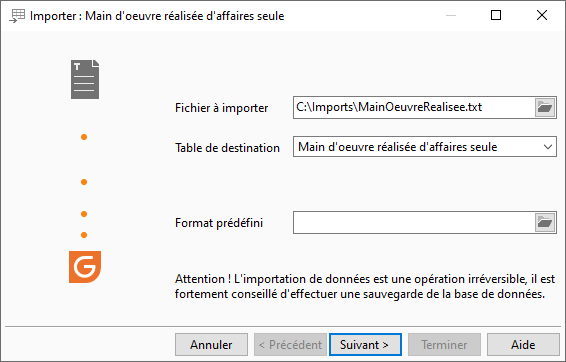 Importer : Main d'oeuvre réalisée d'affaires seule
Fichier à importer
C:\Imports\MainOeuvreRealisee.txt
Table de destination
Main d'oeuvre réalisée d'affaires seule
Format prédéfini
Attention ! L'importation de données est une opération irréversible, il est
fortement conseillé d'effectuer une sauvegarde de la base de données.
Annuler
< Précédent
Suivant >
Terminer
Aide